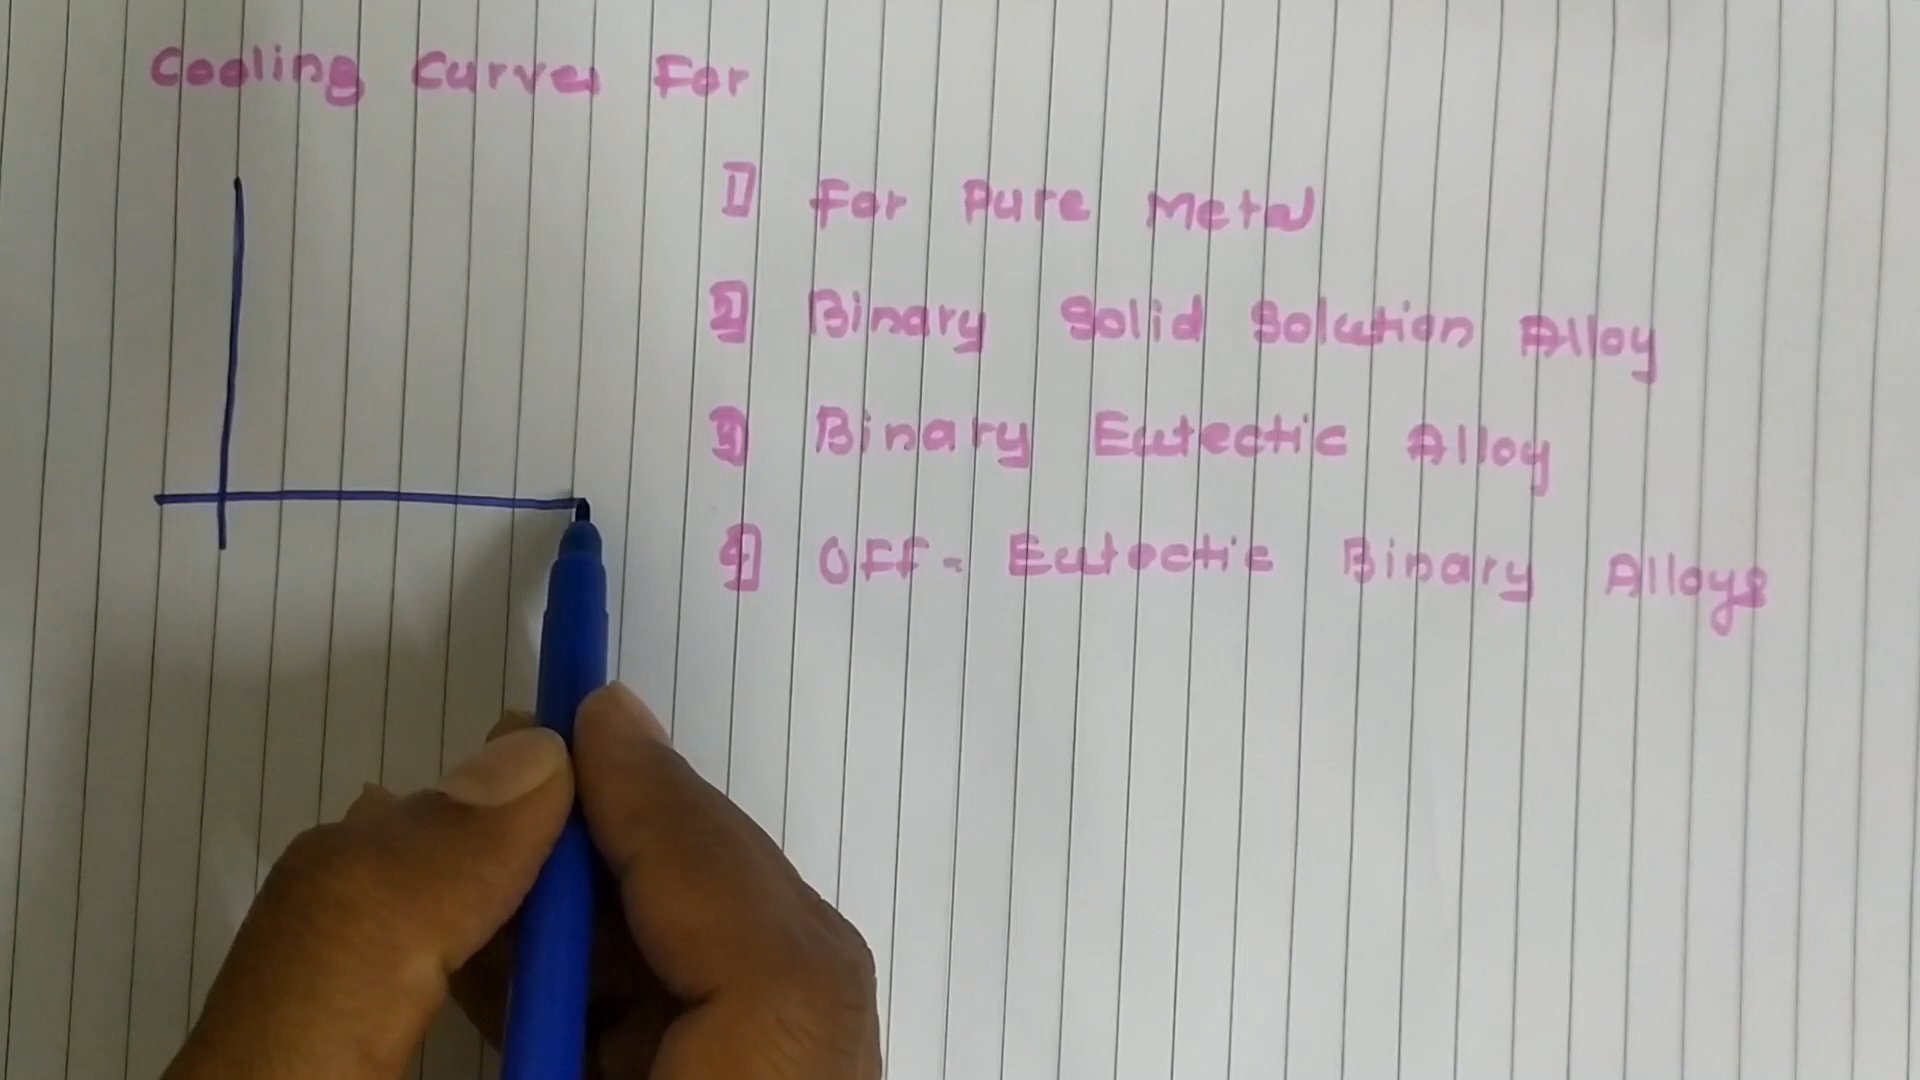 Cooling Curves For
1] For Pure Metal
2] Binary Solid Solution Alloy
3] Binary Eutectic Alloy
4] OFF- Eutectic Binary Alloys